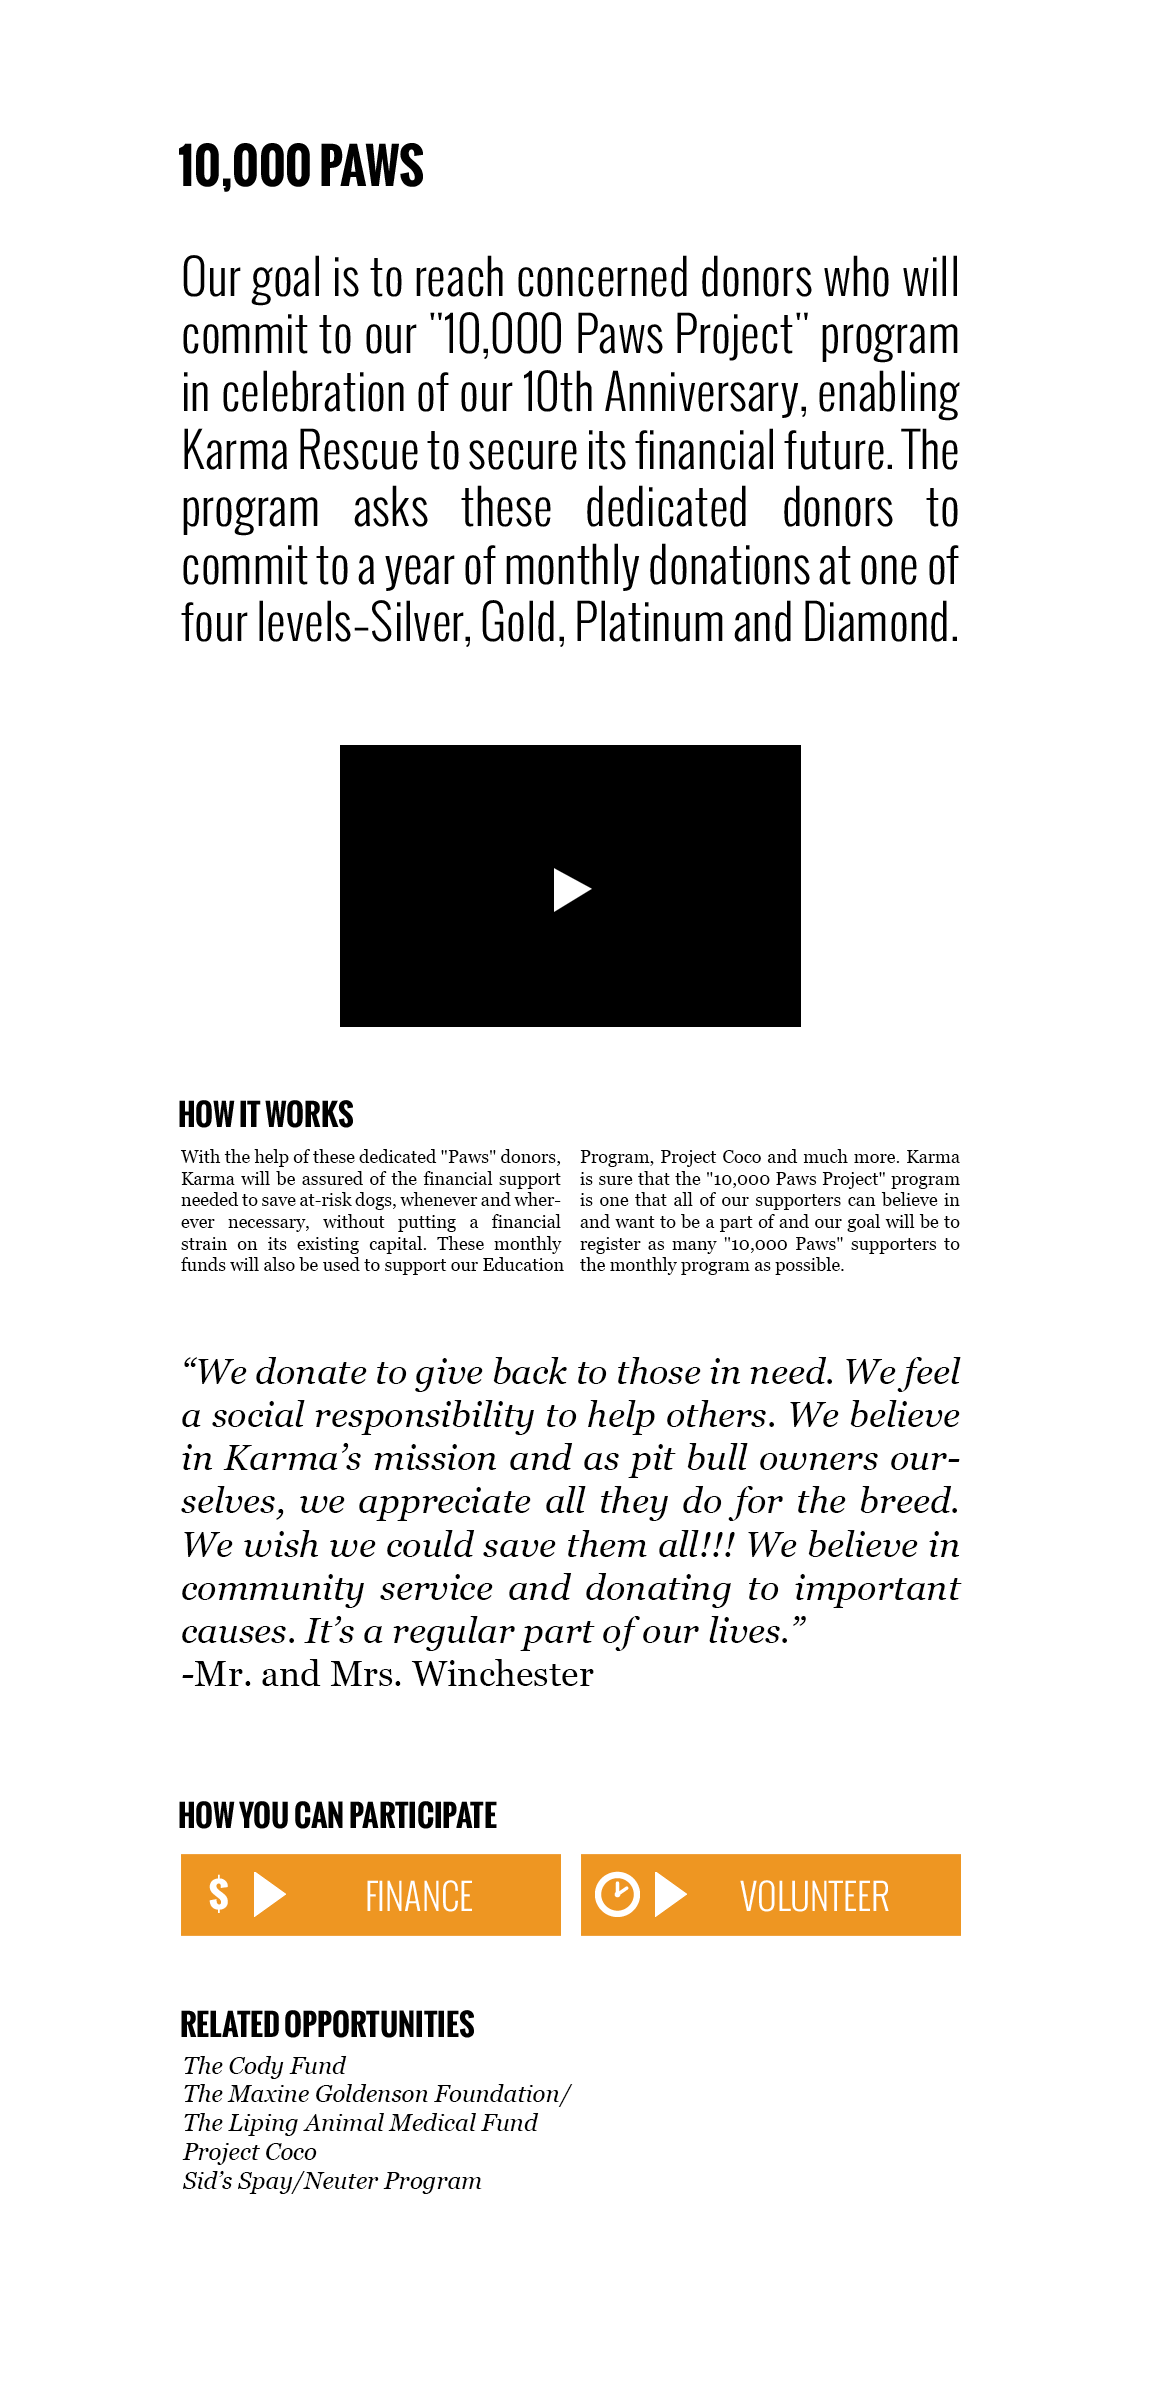 10,000 PAWS
Our goal is to reach concerned donors who will
commit to our "10,000 Paws Project" program
in celebration of our 10th Anniversary, enabling
Karma Rescue to secure its financial future. The
program asks these dedicated donors to
commit to a year of monthly donations at one of
four levels–Silver, Gold, Platinum and Diamond.
HOW IT WORKS
With the help of these dedicated "Paws" donors,
Karma will be assured of the financial support
needed to save at-risk dogs, whenever and wher-
ever necessary, without putting a financial
strain on its existing capital. These monthly
funds will also be used to support our Education
Program, Project Coco and much more. Karma
is sure that the "10,000 Paws Project" program
is one that all of our supporters can believe in
and want to be a part of and our goal will be to
register as many "10,000 Paws" supporters to
the monthly program as possible.
“We donate to give back to those in need. We feel
a social responsibility to help others. We believe
in Karma’s mission and as pit bull owners our-
selves, we appreciate all they do for the breed.
We wish we could save them all!!! We believe in
community service and donating to important
causes. It’s a regular part of our lives.”
-Mr. and Mrs. Winchester
HOW YOU CAN PARTICIPATE
$ FINANCE
VOLUNTEER
RELATED OPPORTUNITIES
The Cody Fund
The Maxine Goldenson Foundation/
The Liping Animal Medical Fund
Project Coco
Sid’s Spay/Neuter Program